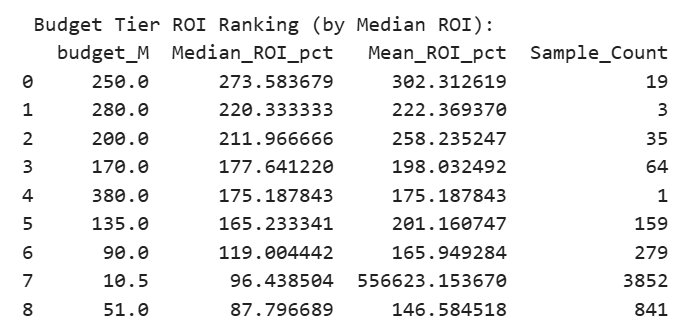 Budget Tier ROI Ranking (by Median ROI):
budget_M Median_ROI_pct Mean_ROI_pct Sample_Count
0 250.0 273.583679 302.312619 19
1 280.0 220.333333 222.369370 3
2 200.0 211.966666 258.235247 35
3 170.0 177.641220 198.032492 64
4 380.0 175.187843 175.187843 1
5 135.0 165.233341 201.160747 159
6 90.0 119.004442 165.949284 279
7 10.5 96.438504 556623.153670 3852
8 51.0 87.796689 146.584518 841